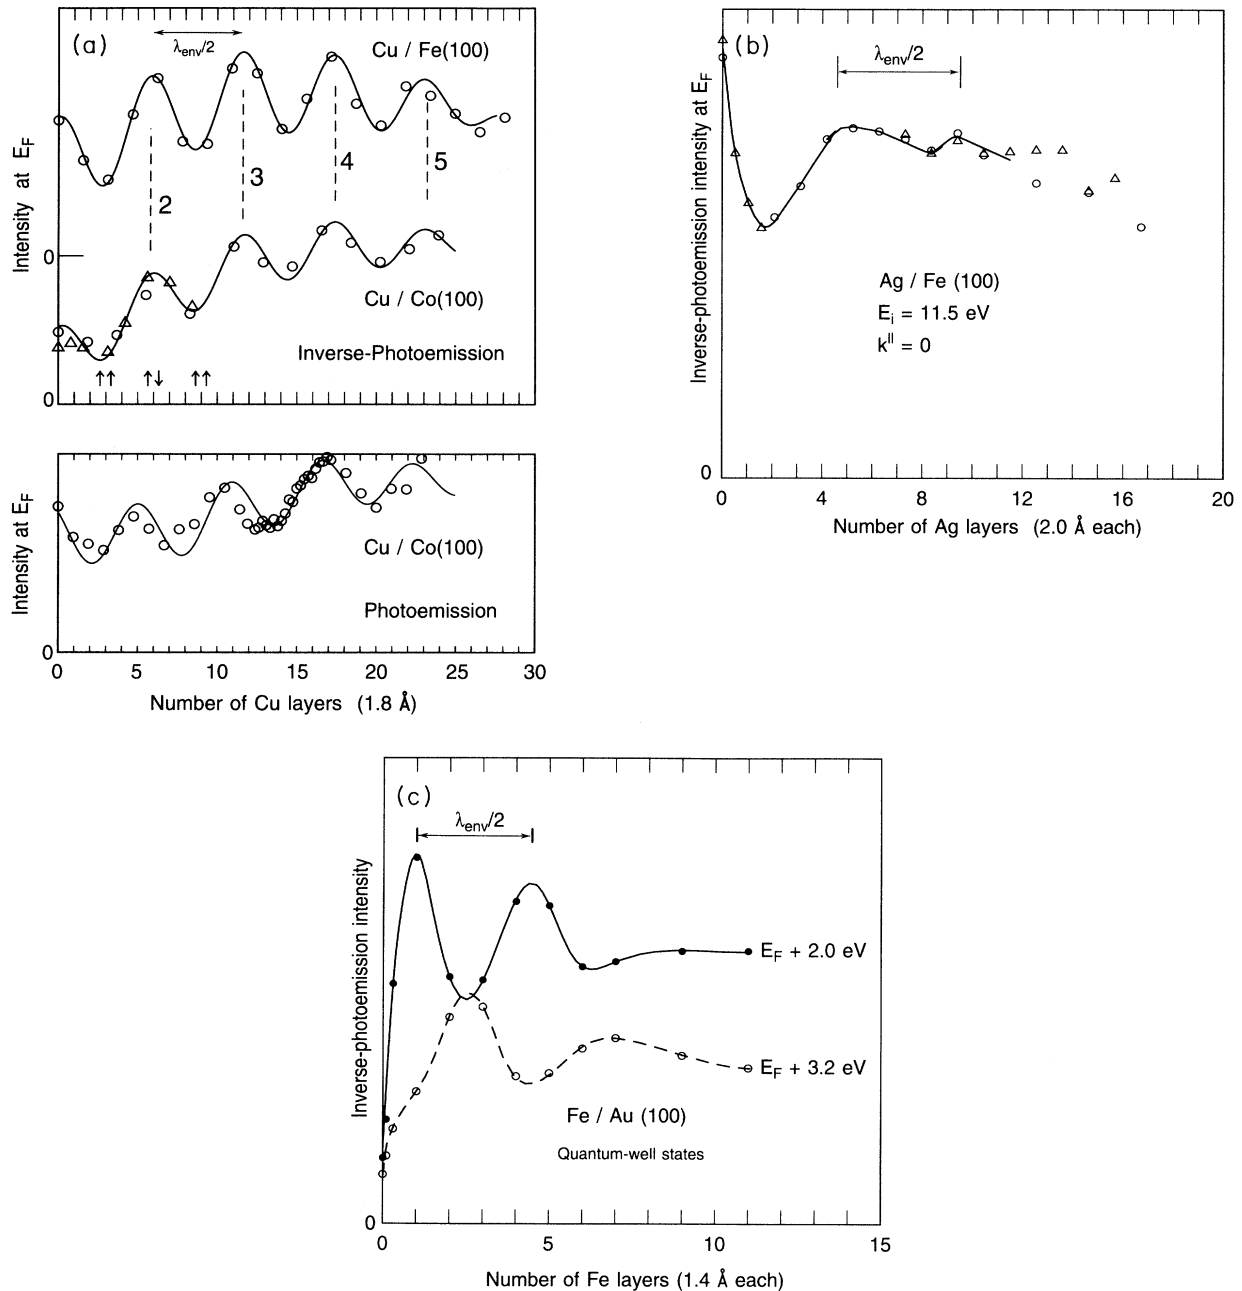 (a)
λenv/2
Cu / Fe(100)
2
3
4
5
Intensity at EF
0
Cu / Co(100)
Inverse-Photoemission
↑↑ ↑↓ ↑↑
0
Intensity at EF
Cu / Co(100)
Photoemission
0
0 5 10 15 20 25 30
Number of Cu layers (1.8 Å)
(b)
λenv/2
Inverse-photoemission intensity at EF
Ag / Fe (100)
Ei = 11.5 eV
k|| = 0
0
0 4 8 12 16 20
Number of Ag layers (2.0 Å each)
(c)
λenv/2
Inverse-photoemission intensity
EF + 2.0 eV
EF + 3.2 eV
Fe / Au (100)
Quantum-well states
0
0 5 10 15
Number of Fe layers (1.4 Å each)